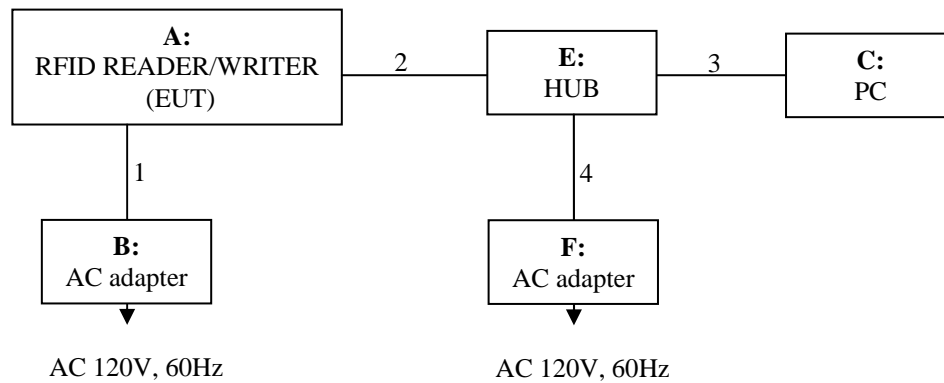 A:
RFID READER/WRITER
(EUT)
2
E:
HUB
3
C:
PC
1
4
B:
AC adapter
F:
AC adapter
AC 120V, 60Hz
AC 120V, 60Hz